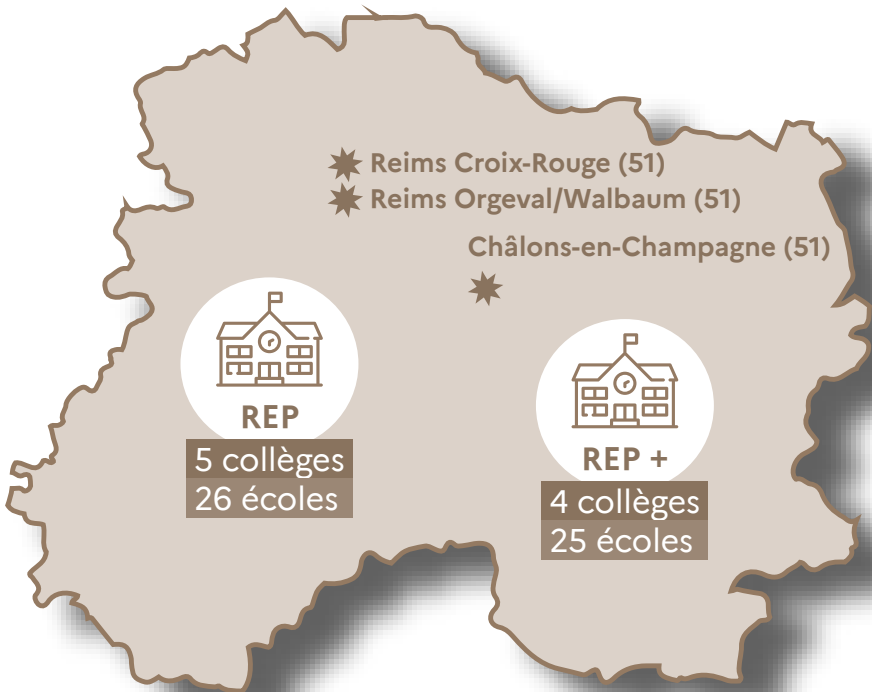 Reims Croix-Rouge (51)
Reims Orgeval/Walbaum (51)
Châlons-en-Champagne (51)
REP
5 collèges
26 écoles
REP +
4 collèges
25 écoles